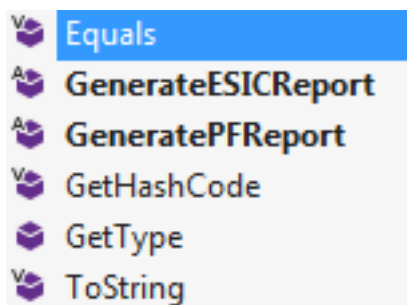 V Equals
A GenerateESICReport
A GeneratePFReport
V GetHashCode
GetType
V ToString